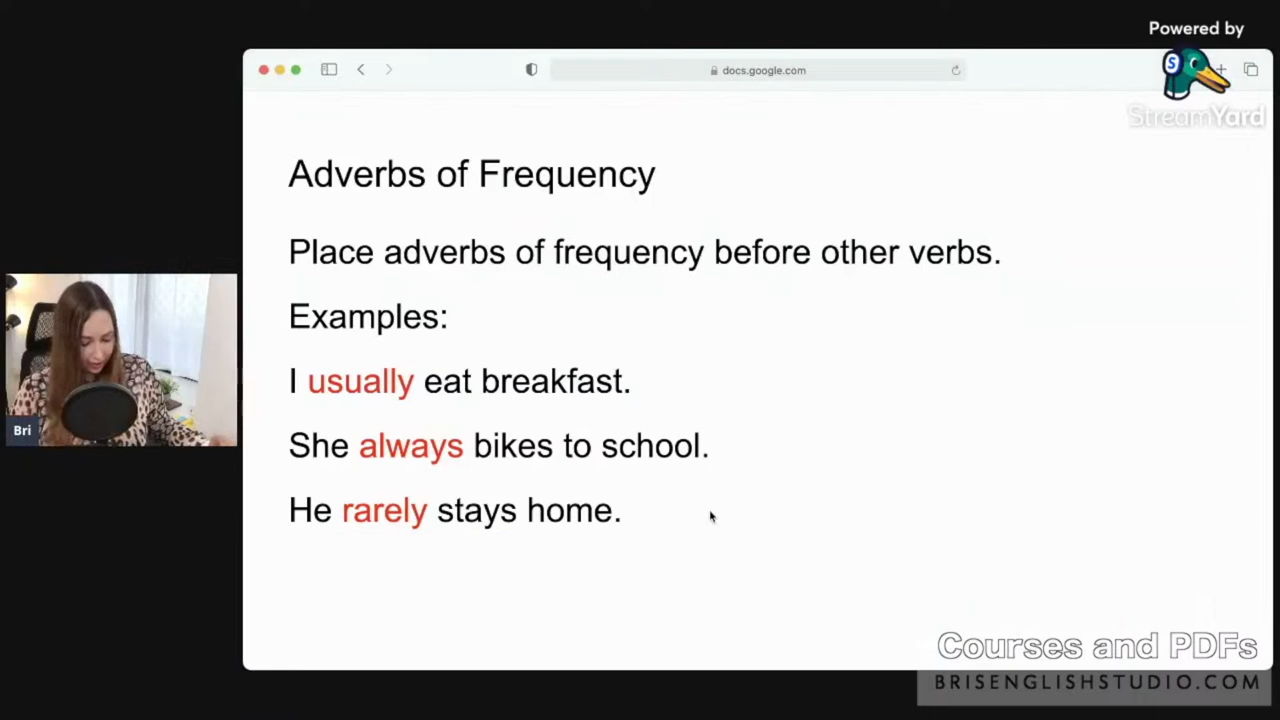 Powered by
StreamYard
docs.google.com
Adverbs of Frequency
Place adverbs of frequency before other verbs.
Examples:
I usually eat breakfast.
She always bikes to school.
He rarely stays home.
Bri
Courses and PDFs
BRISENGLISHSTUDIO.COM